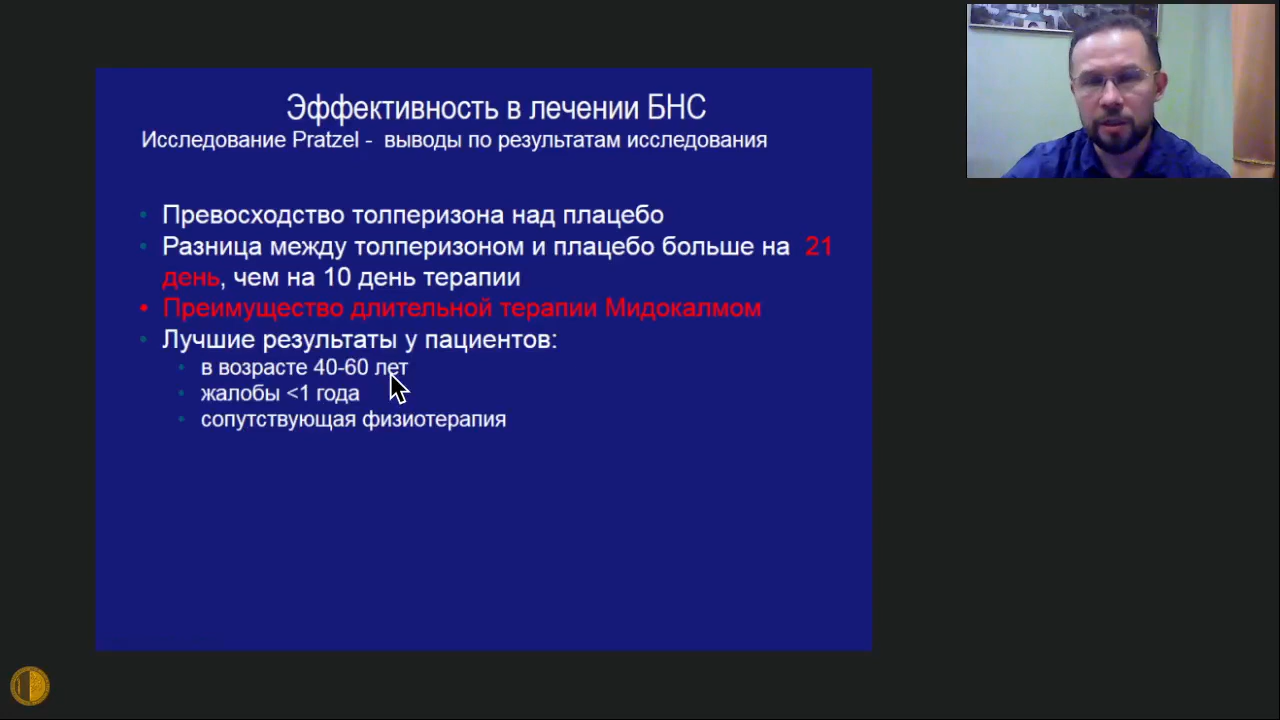 Эффективность в лечении БНС
Исследование Pratzel - выводы по результатам исследования
Превосходство толперизона над плацебо
Разница между толперизоном и плацебо больше на 21
день, чем на 10 день терапии
Преимущество длительной терапии Мидокалмом
Лучшие результаты у пациентов:
в возрасте 40-60 лет
жалобы <1 года
сопутствующая физиотерапия